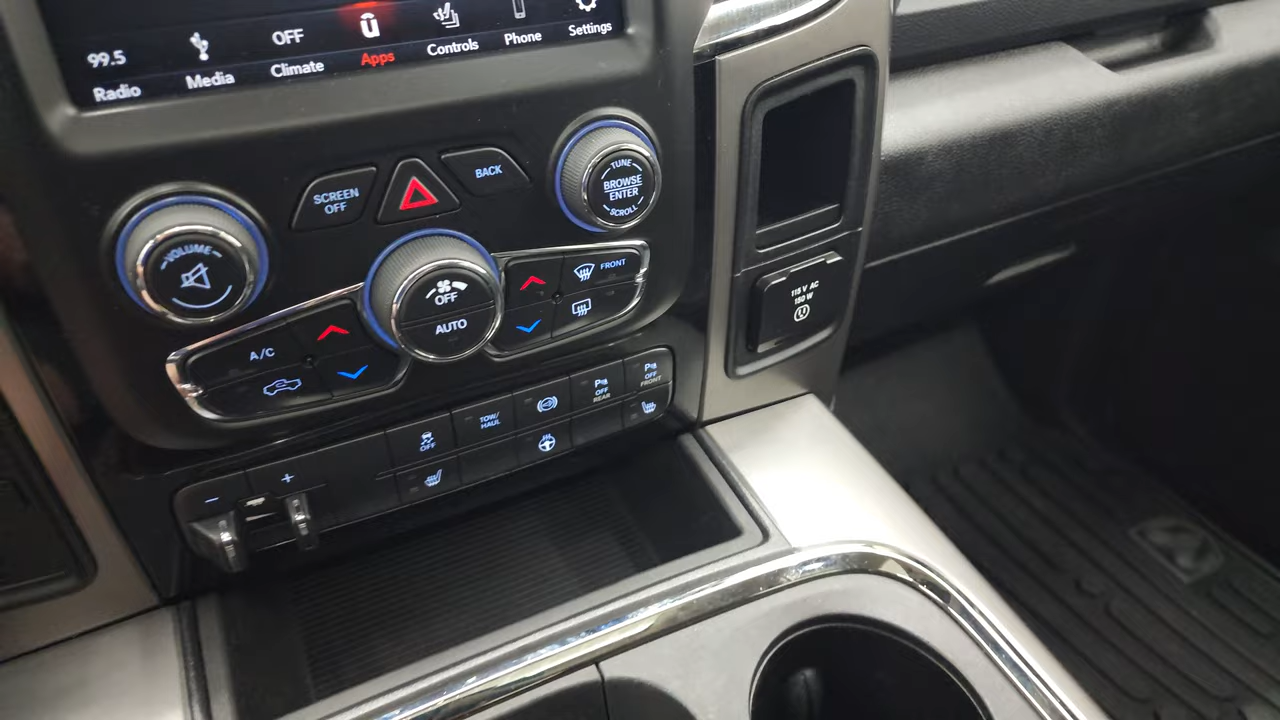 99.5
OFF
Radio
Media
Climate
Apps
Controls
Phone
Settings
SCREEN
OFF
BACK
TUNE
BROWSE
ENTER
SCROLL
VOLUME
OFF
AUTO
FRONT
A/C
115 V AC
150 W
OFF
TOW/
HAUL
P
OFF
REAR
P
OFF
FRONT
- +